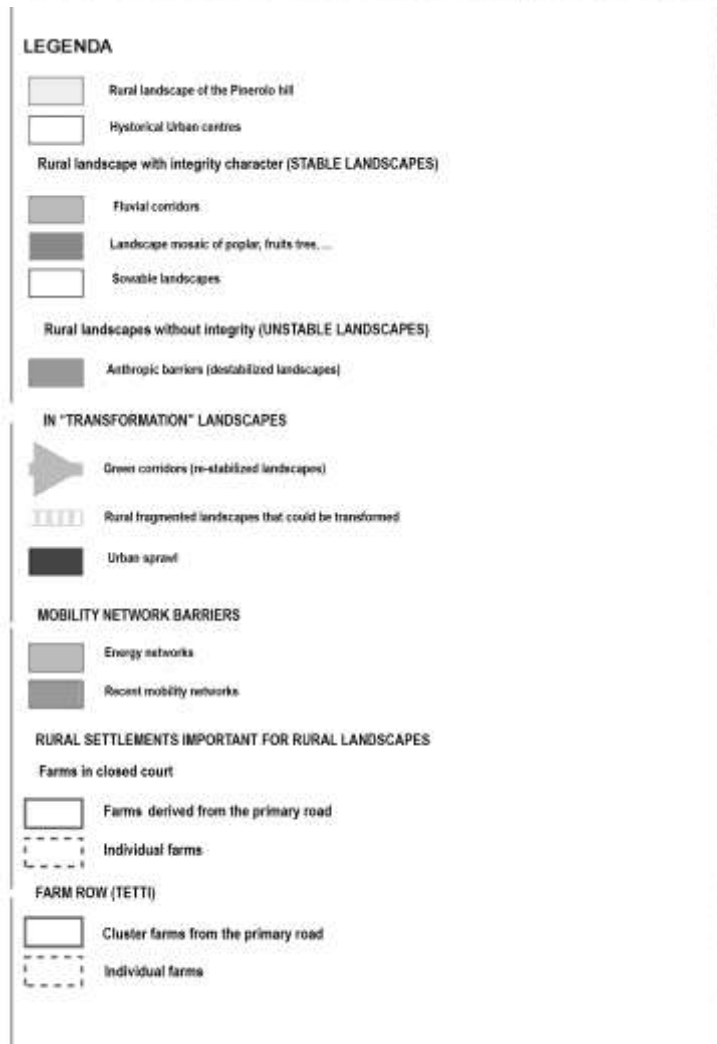 LEGENDA
Rural landscape of the Pinerolo hill
Hystorical Urban centres
Rural landscape with integrity character (STABLE LANDSCAPES)
Fluvial corridors
Landscape mosaic of poplar, fruits tree, ...
Sowable landscapes
Rural landscapes without integrity (UNSTABLE LANDSCAPES)
Anthropic barriers (destabilized landscapes)
IN "TRANSFORMATION" LANDSCAPES
Green corridors (re-stabilized landscapes)
Rural fragmented landscapes that could be transformed
Urban sprawl
MOBILITY NETWORK BARRIERS
Energy networks
Recent mobility networks
RURAL SETTLEMENTS IMPORTANT FOR RURAL LANDSCAPES
Farms in closed court
Farms derived from the primary road
Individual farms
FARM ROW (TETTI)
Cluster farms from the primary road
Individual farms